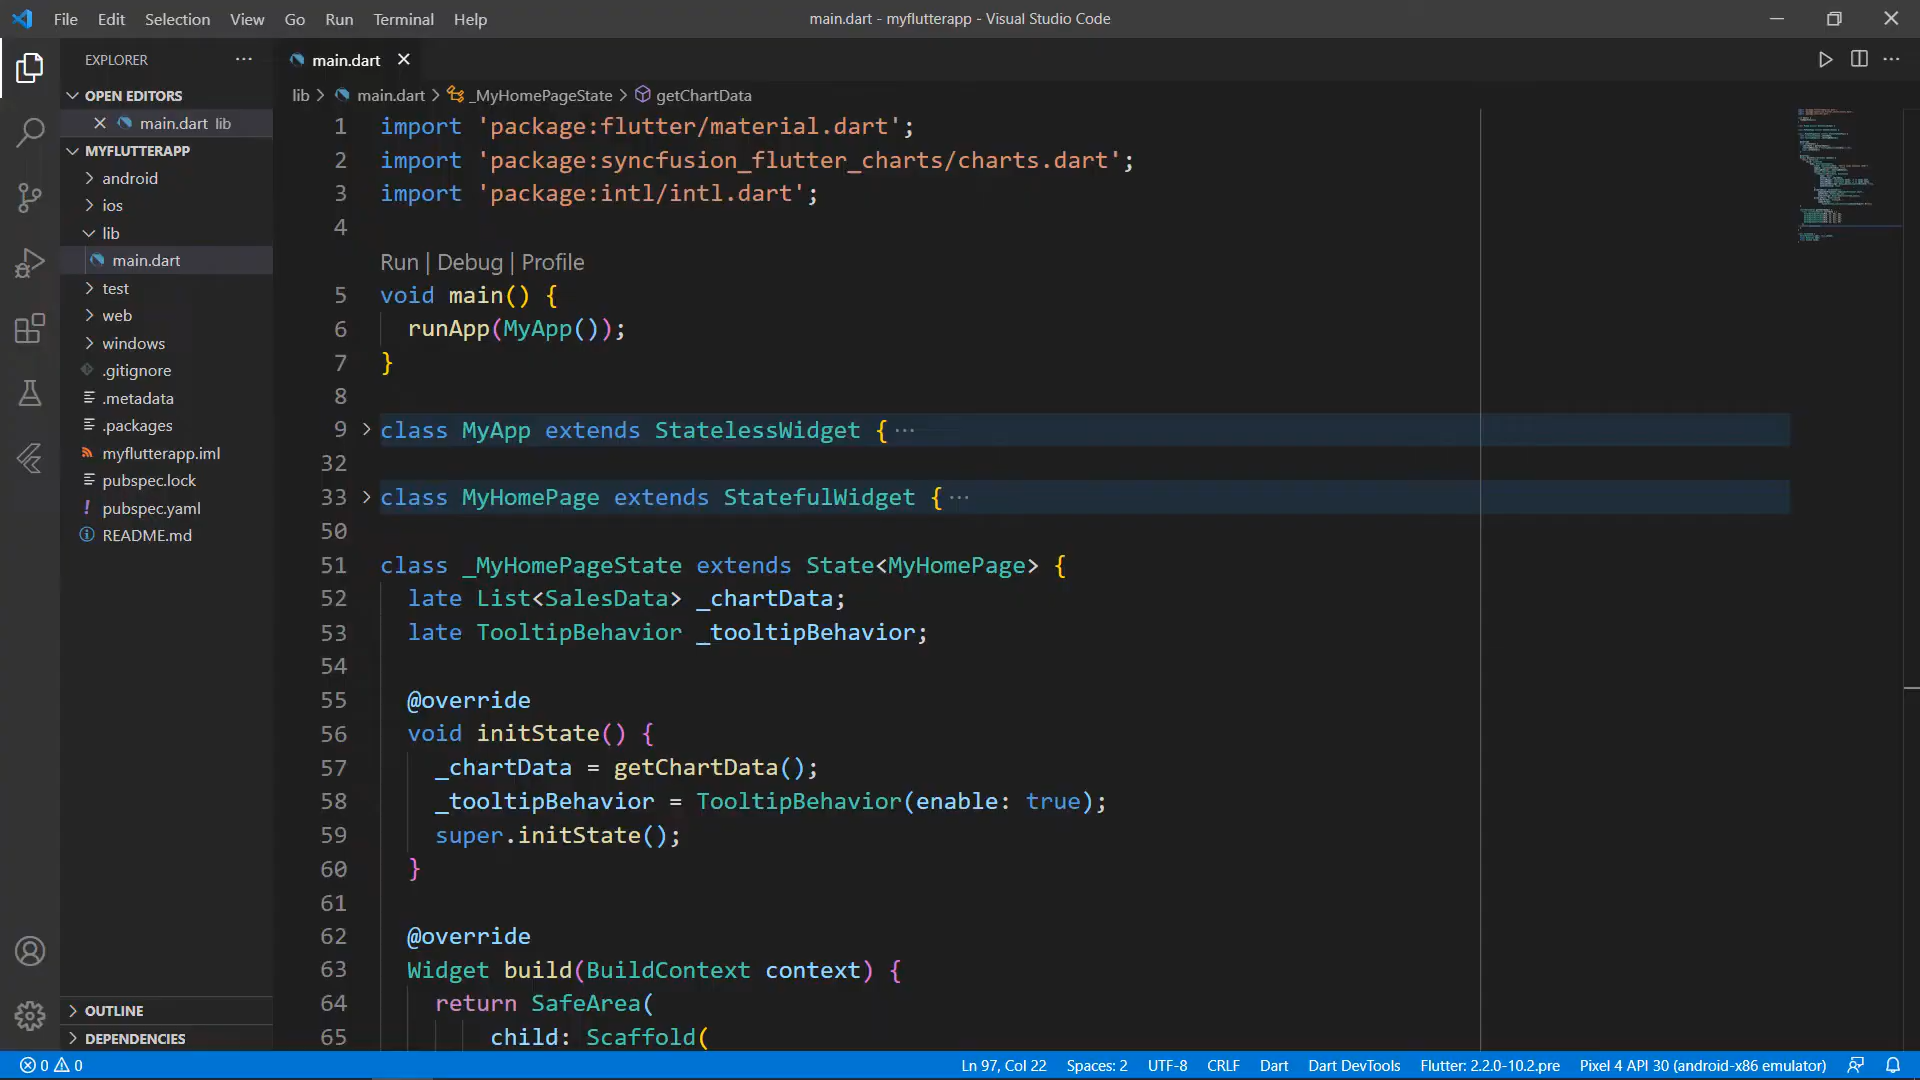 File Edit Selection View Go Run Terminal Help
main.dart - myflutterapp - Visual Studio Code
EXPLORER ···
OPEN EDITORS
main.dart lib
MYFLUTTERAPP
android
ios
lib
main.dart
test
web
windows
.gitignore
.metadata
.packages
myflutterapp.iml
pubspec.lock
! pubspec.yaml
README.md
OUTLINE
DEPENDENCIES
main.dart
lib > main.dart > _MyHomePageState > getChartData
1 import 'package:flutter/material.dart';
2 import 'package:syncfusion_flutter_charts/charts.dart';
3 import 'package:intl/intl.dart';
4
Run | Debug | Profile
5 void main() {
6 runApp(MyApp());
7 }
8
9 class MyApp extends StatelessWidget { ···
32
33 class MyHomePage extends StatefulWidget { ···
50
51 class _MyHomePageState extends State<MyHomePage> {
52 late List<SalesData> _chartData;
53 late TooltipBehavior _tooltipBehavior;
54
55 @override
56 void initState() {
57 _chartData = getChartData();
58 _tooltipBehavior = TooltipBehavior(enable: true);
59 super.initState();
60 }
61
62 @override
63 Widget build(BuildContext context) {
64 return SafeArea(
65 child: Scaffold(
0 0
Ln 97, Col 22 Spaces: 2 UTF-8 CRLF Dart Dart DevTools Flutter: 2.2.0-10.2.pre Pixel 4 API 30 (android-x86 emulator)